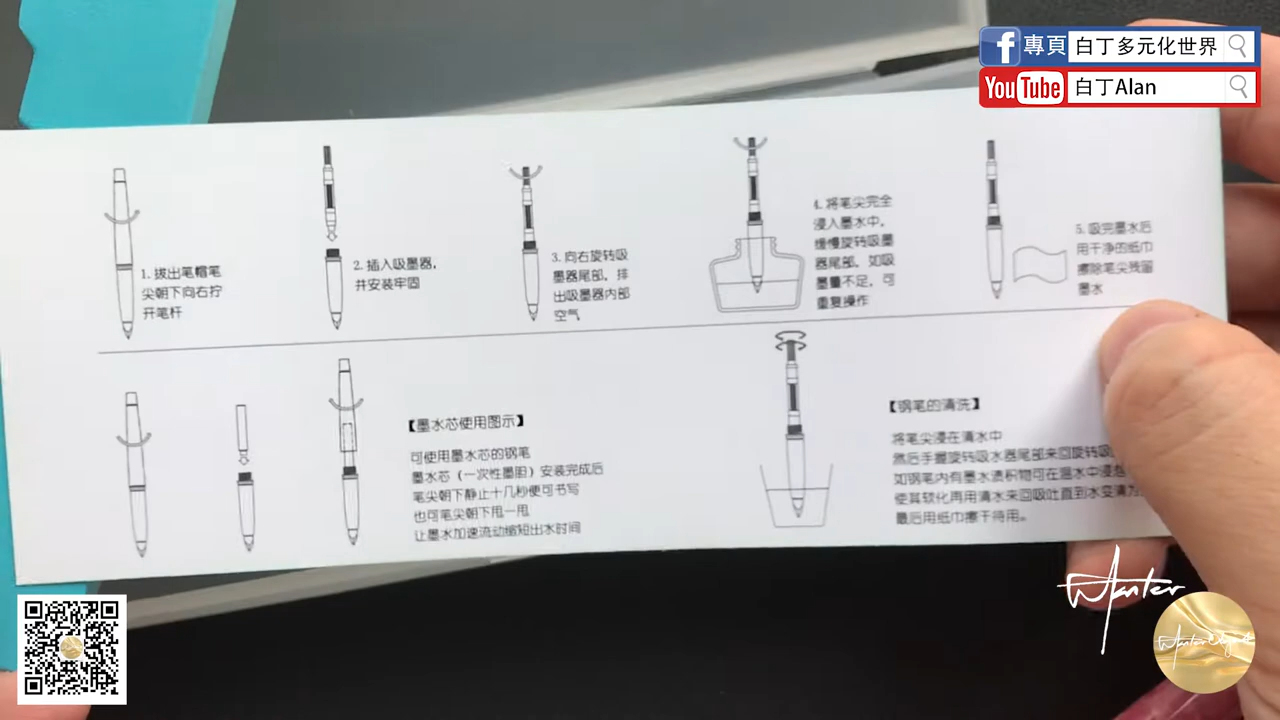 專頁 白丁多元化世界
YouTube 白丁Alan
1. 拔出笔帽笔
尖朝下向右拧
开笔杆
2. 插入吸墨器,
并安装牢固
3. 向右旋转吸
墨器尾部, 排
出吸墨器内部
空气
4. 将笔尖完全
浸入墨水中,
缓慢旋转吸墨
器尾部, 如吸
墨量不足, 可
重复操作
5. 吸完墨水后
用干净的纸巾
擦除笔尖残留
墨水
【墨水芯使用图示】
可使用墨水芯的钢笔
墨水芯(一次性墨胆)安装完成后
笔尖朝下静止十几秒便可书写
也可笔尖朝下甩一甩
让墨水加速流动缩短出水时间
【钢笔的清洗】
将笔尖浸在清水中
然后手握旋转吸水器尾部来回旋转吸
如钢笔内有墨水渍积物可在温水中浸
使其软化再用清水来回吸吐直到水变清
最后用纸巾擦干待用。